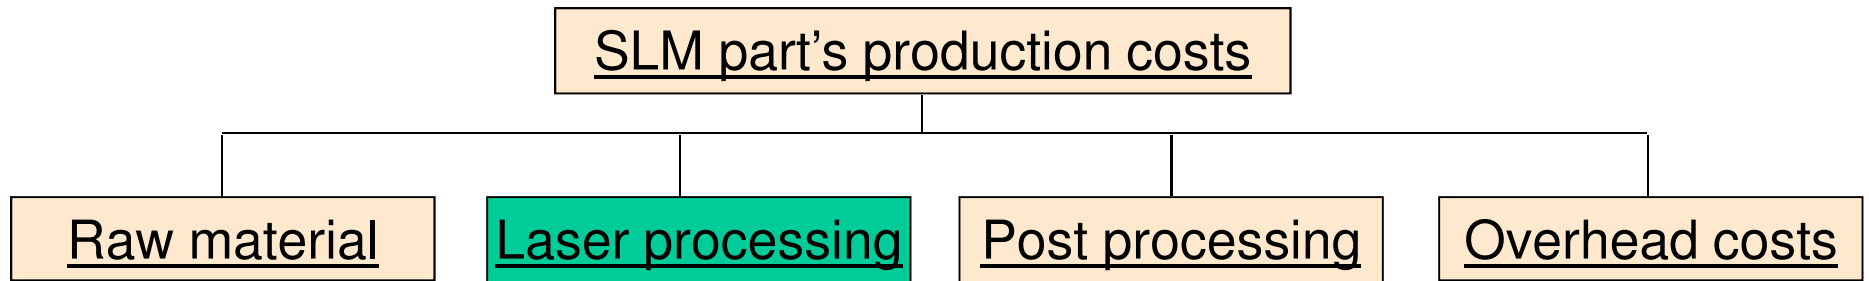 SLM part’s production costs
Raw material
Laser processing
Post processing
Overhead costs